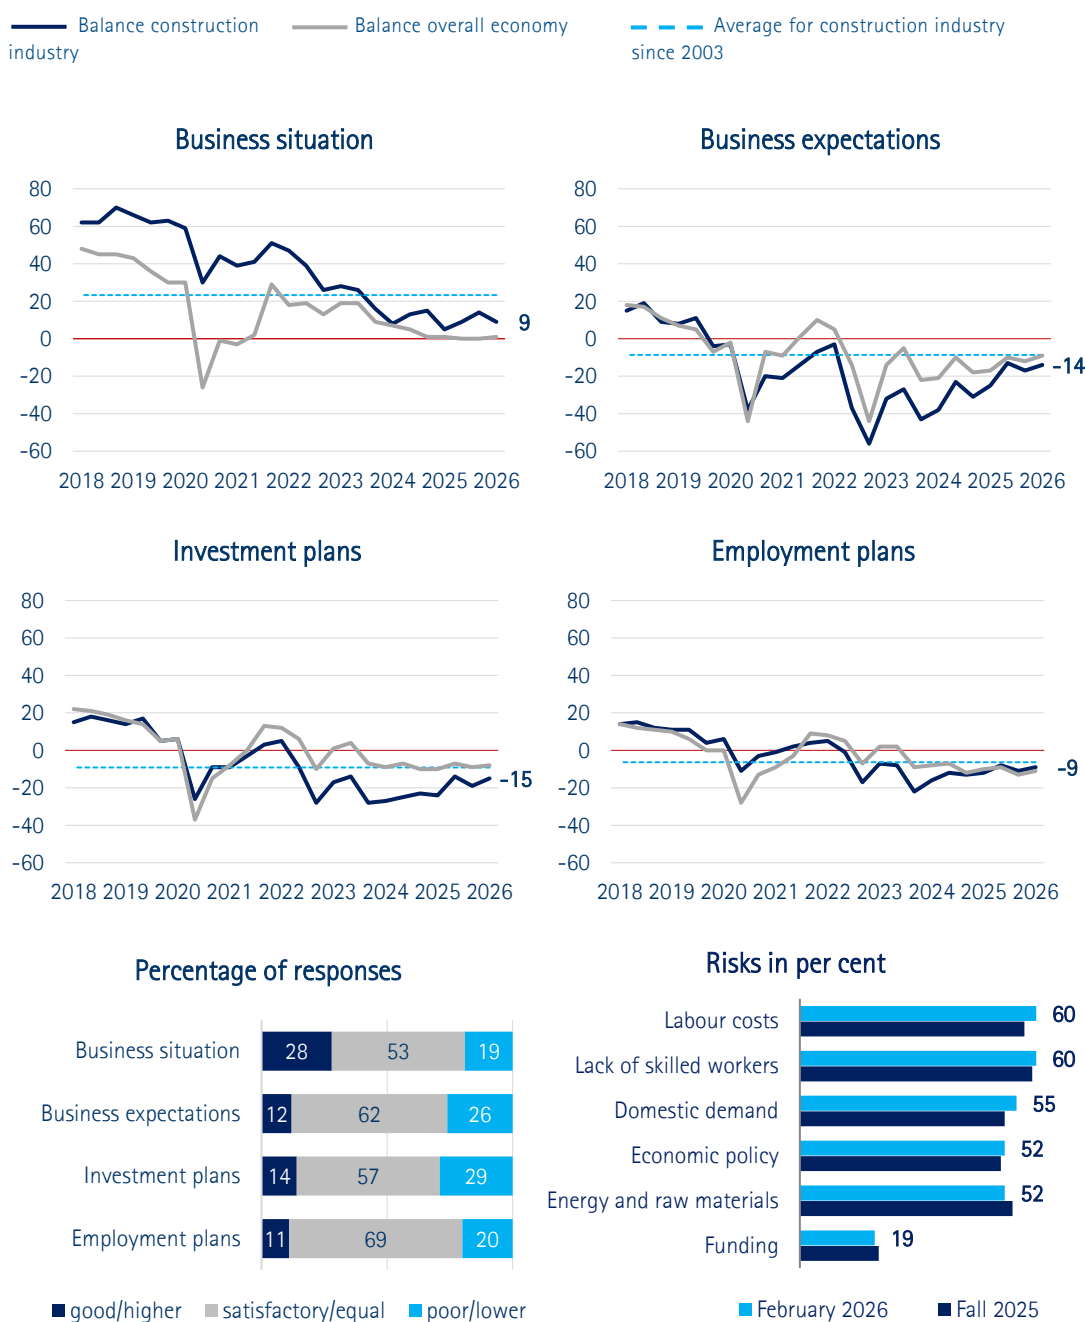 Balance construction industry
Balance overall economy
Average for construction industry since 2003
Business situation
80
60
40
20
0
-20
-40
-60
9
2018 2019 2020 2021 2022 2023 2024 2025 2026
Business expectations
80
60
40
20
0
-20
-40
-60
-14
2018 2019 2020 2021 2022 2023 2024 2025 2026
Investment plans
80
60
40
20
0
-20
-40
-60
-15
2018 2019 2020 2021 2022 2023 2024 2025 2026
Employment plans
80
60
40
20
0
-20
-40
-60
-9
2018 2019 2020 2021 2022 2023 2024 2025 2026
Percentage of responses
Business situation 28 53 19
Business expectations 12 62 26
Investment plans 14 57 29
Employment plans 11 69 20
good/higher satisfactory/equal poor/lower
Risks in per cent
Labour costs 60
Lack of skilled workers 60
Domestic demand 55
Economic policy 52
Energy and raw materials 52
Funding 19
February 2026 Fall 2025